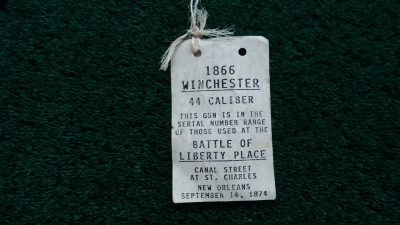 1866
WINCHESTER
44 CALIBER
THIS GUN IS IN THE
SERIAL NUMBER RANGE
OF THOSE USED AT THE
BATTLE OF
LIBERTY PLACE
CANAL STREET
AT ST. CHARLES
NEW ORLEANS
SEPTEMBER 14, 1874